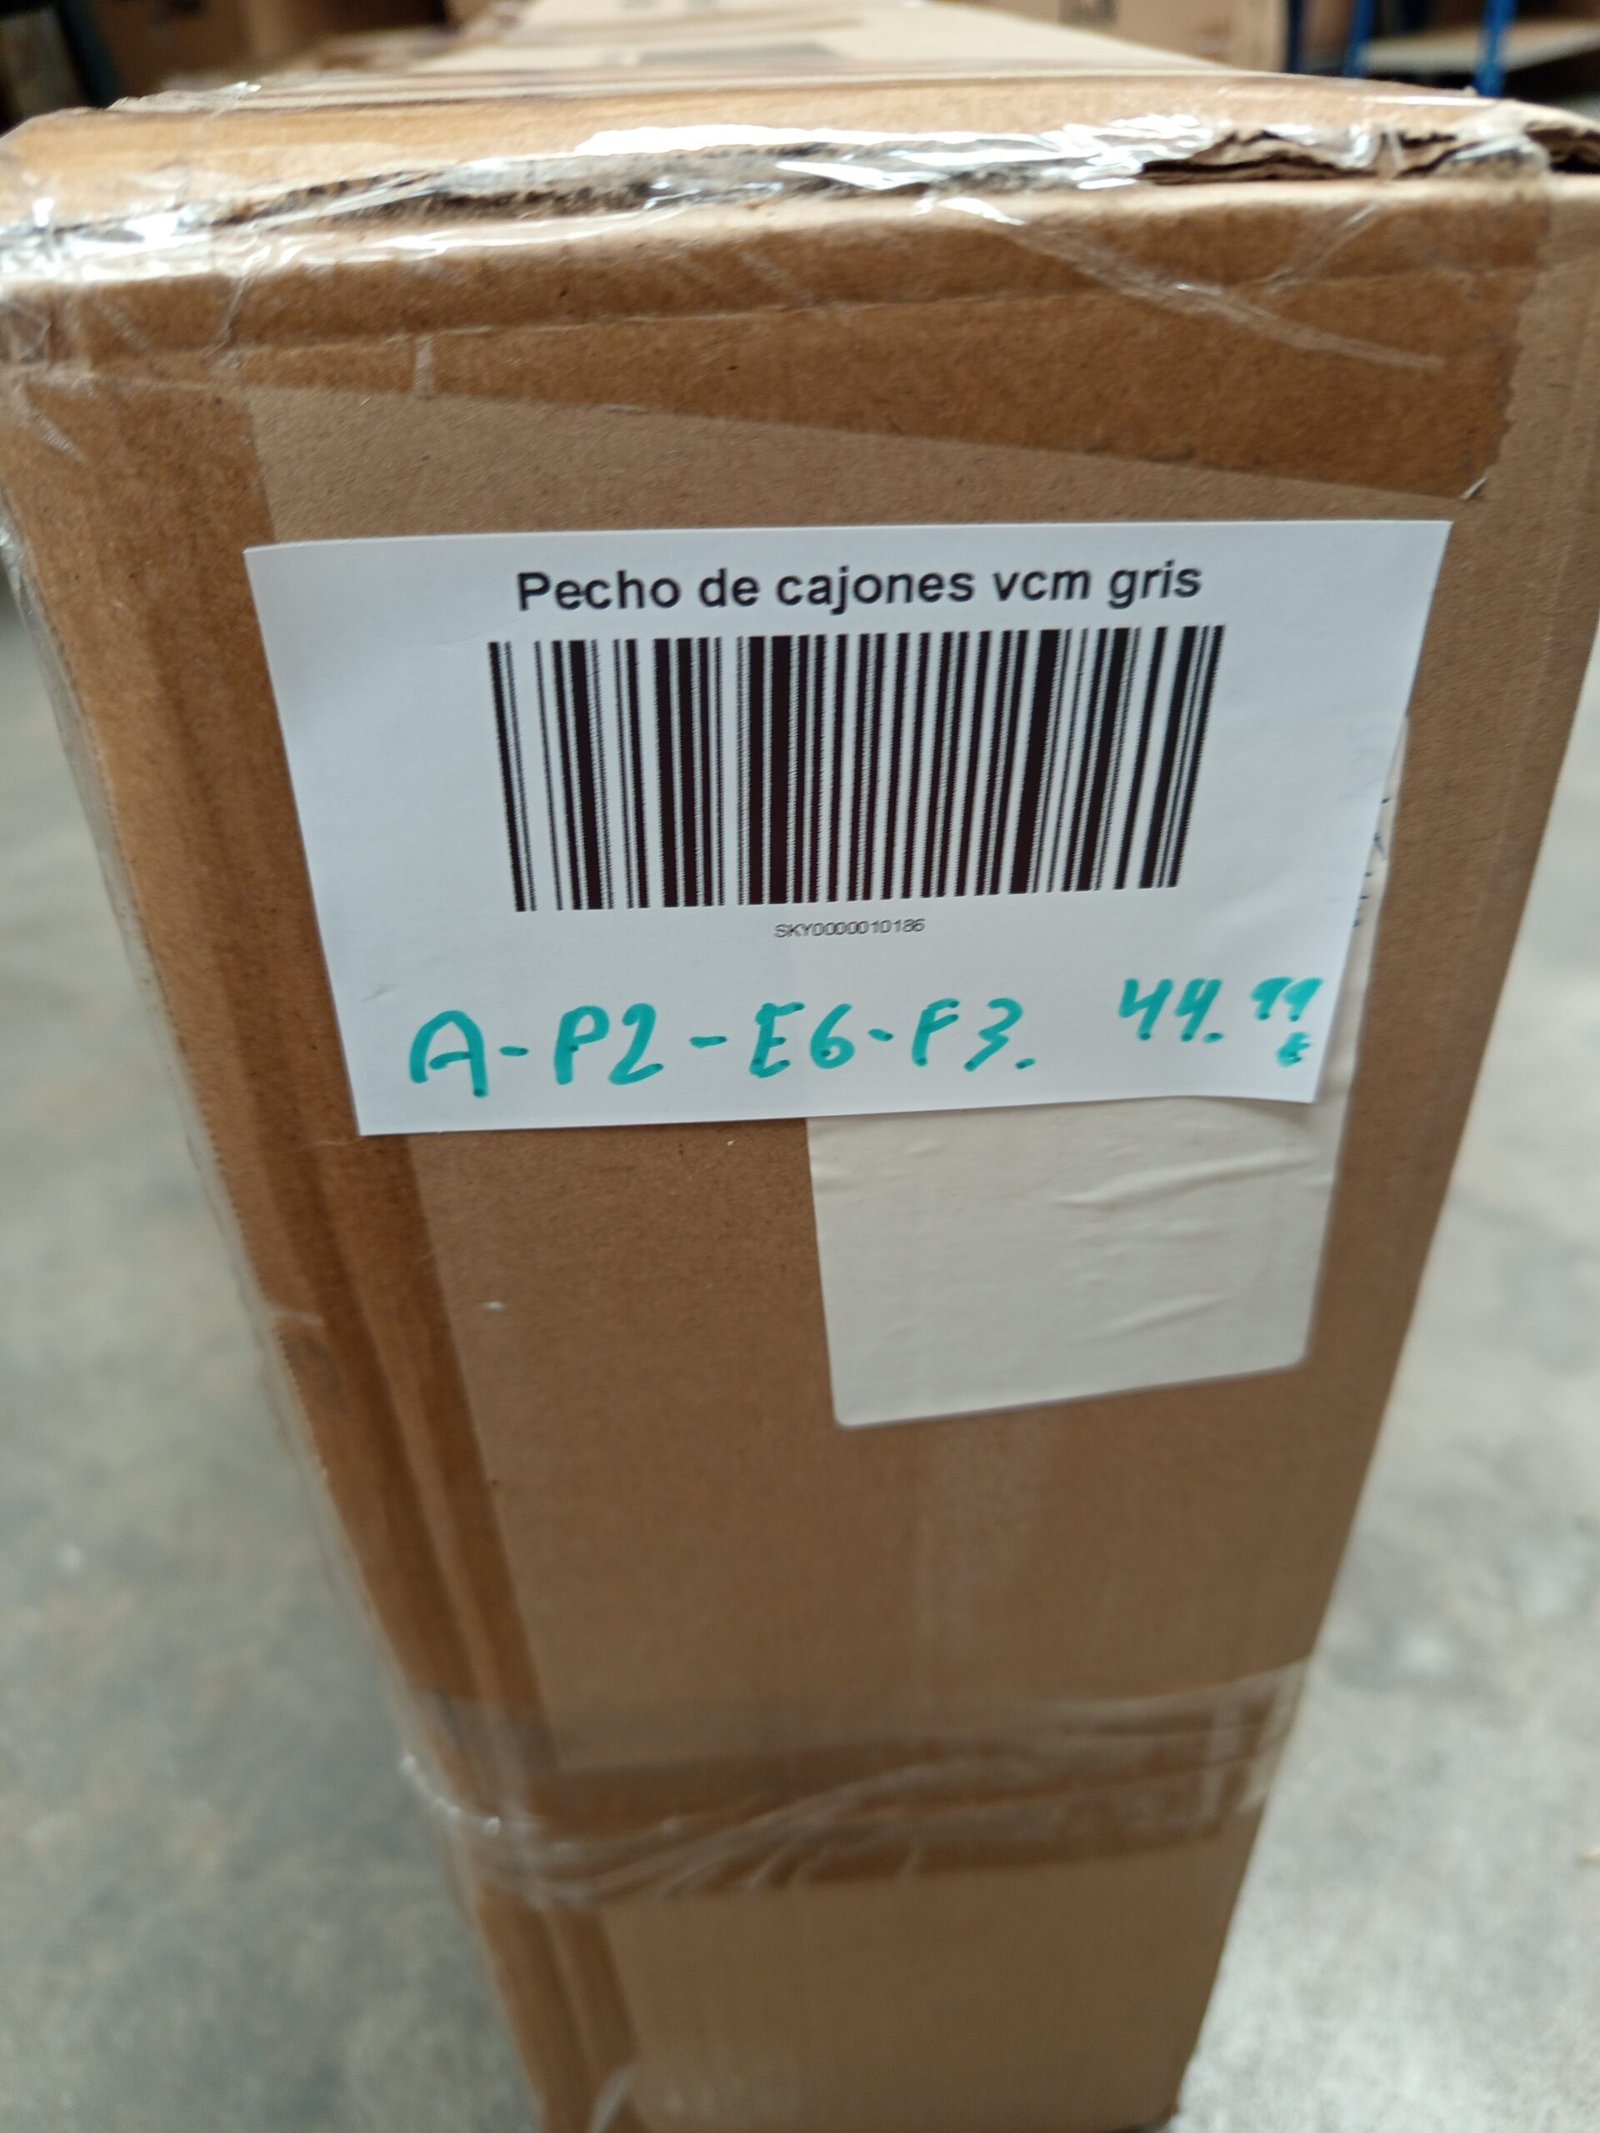 Pecho de cajones vcm gris
SKY0000010186
A-P2-E6-F3. 44.99 €